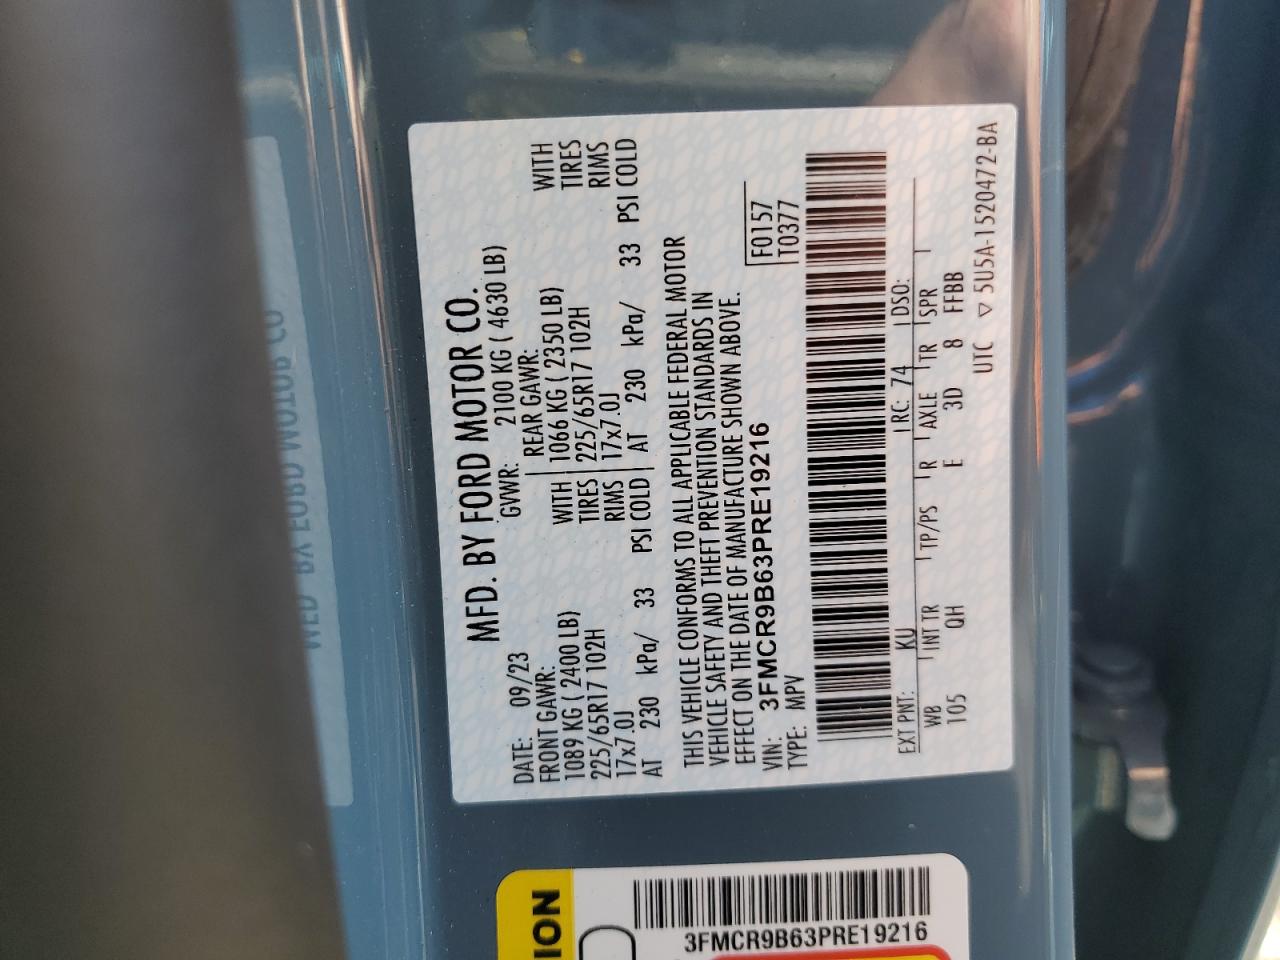 MFD. BY FORD MOTOR CO.
DATE: 09/23 GVWR: 2100 KG ( 4630 LB)
FRONT GAWR: REAR GAWR:
1089 KG ( 2400 LB) WITH 1066 KG ( 2350 LB) WITH
225/65R17 102H TIRES 225/65R17 102H TIRES
17x7.0J RIMS 17x7.0J RIMS
AT 230 kPa/ 33 PSI COLD AT 230 kPa/ 33 PSI COLD
THIS VEHICLE CONFORMS TO ALL APPLICABLE FEDERAL MOTOR
VEHICLE SAFETY AND THEFT PREVENTION STANDARDS IN
EFFECT ON THE DATE OF MANUFACTURE SHOWN ABOVE.
VIN: 3FMCR9B63PRE19216 F0157
TYPE: MPV T0377
EXT PNT: KU RC: 74 DSO:
WB INT TR TP/PS R AXLE TR SPR
105 QH E 3D 8 FFBB
UTC ▽ 5U5A-1520472-BA
ION
3FMCR9B63PRE19216